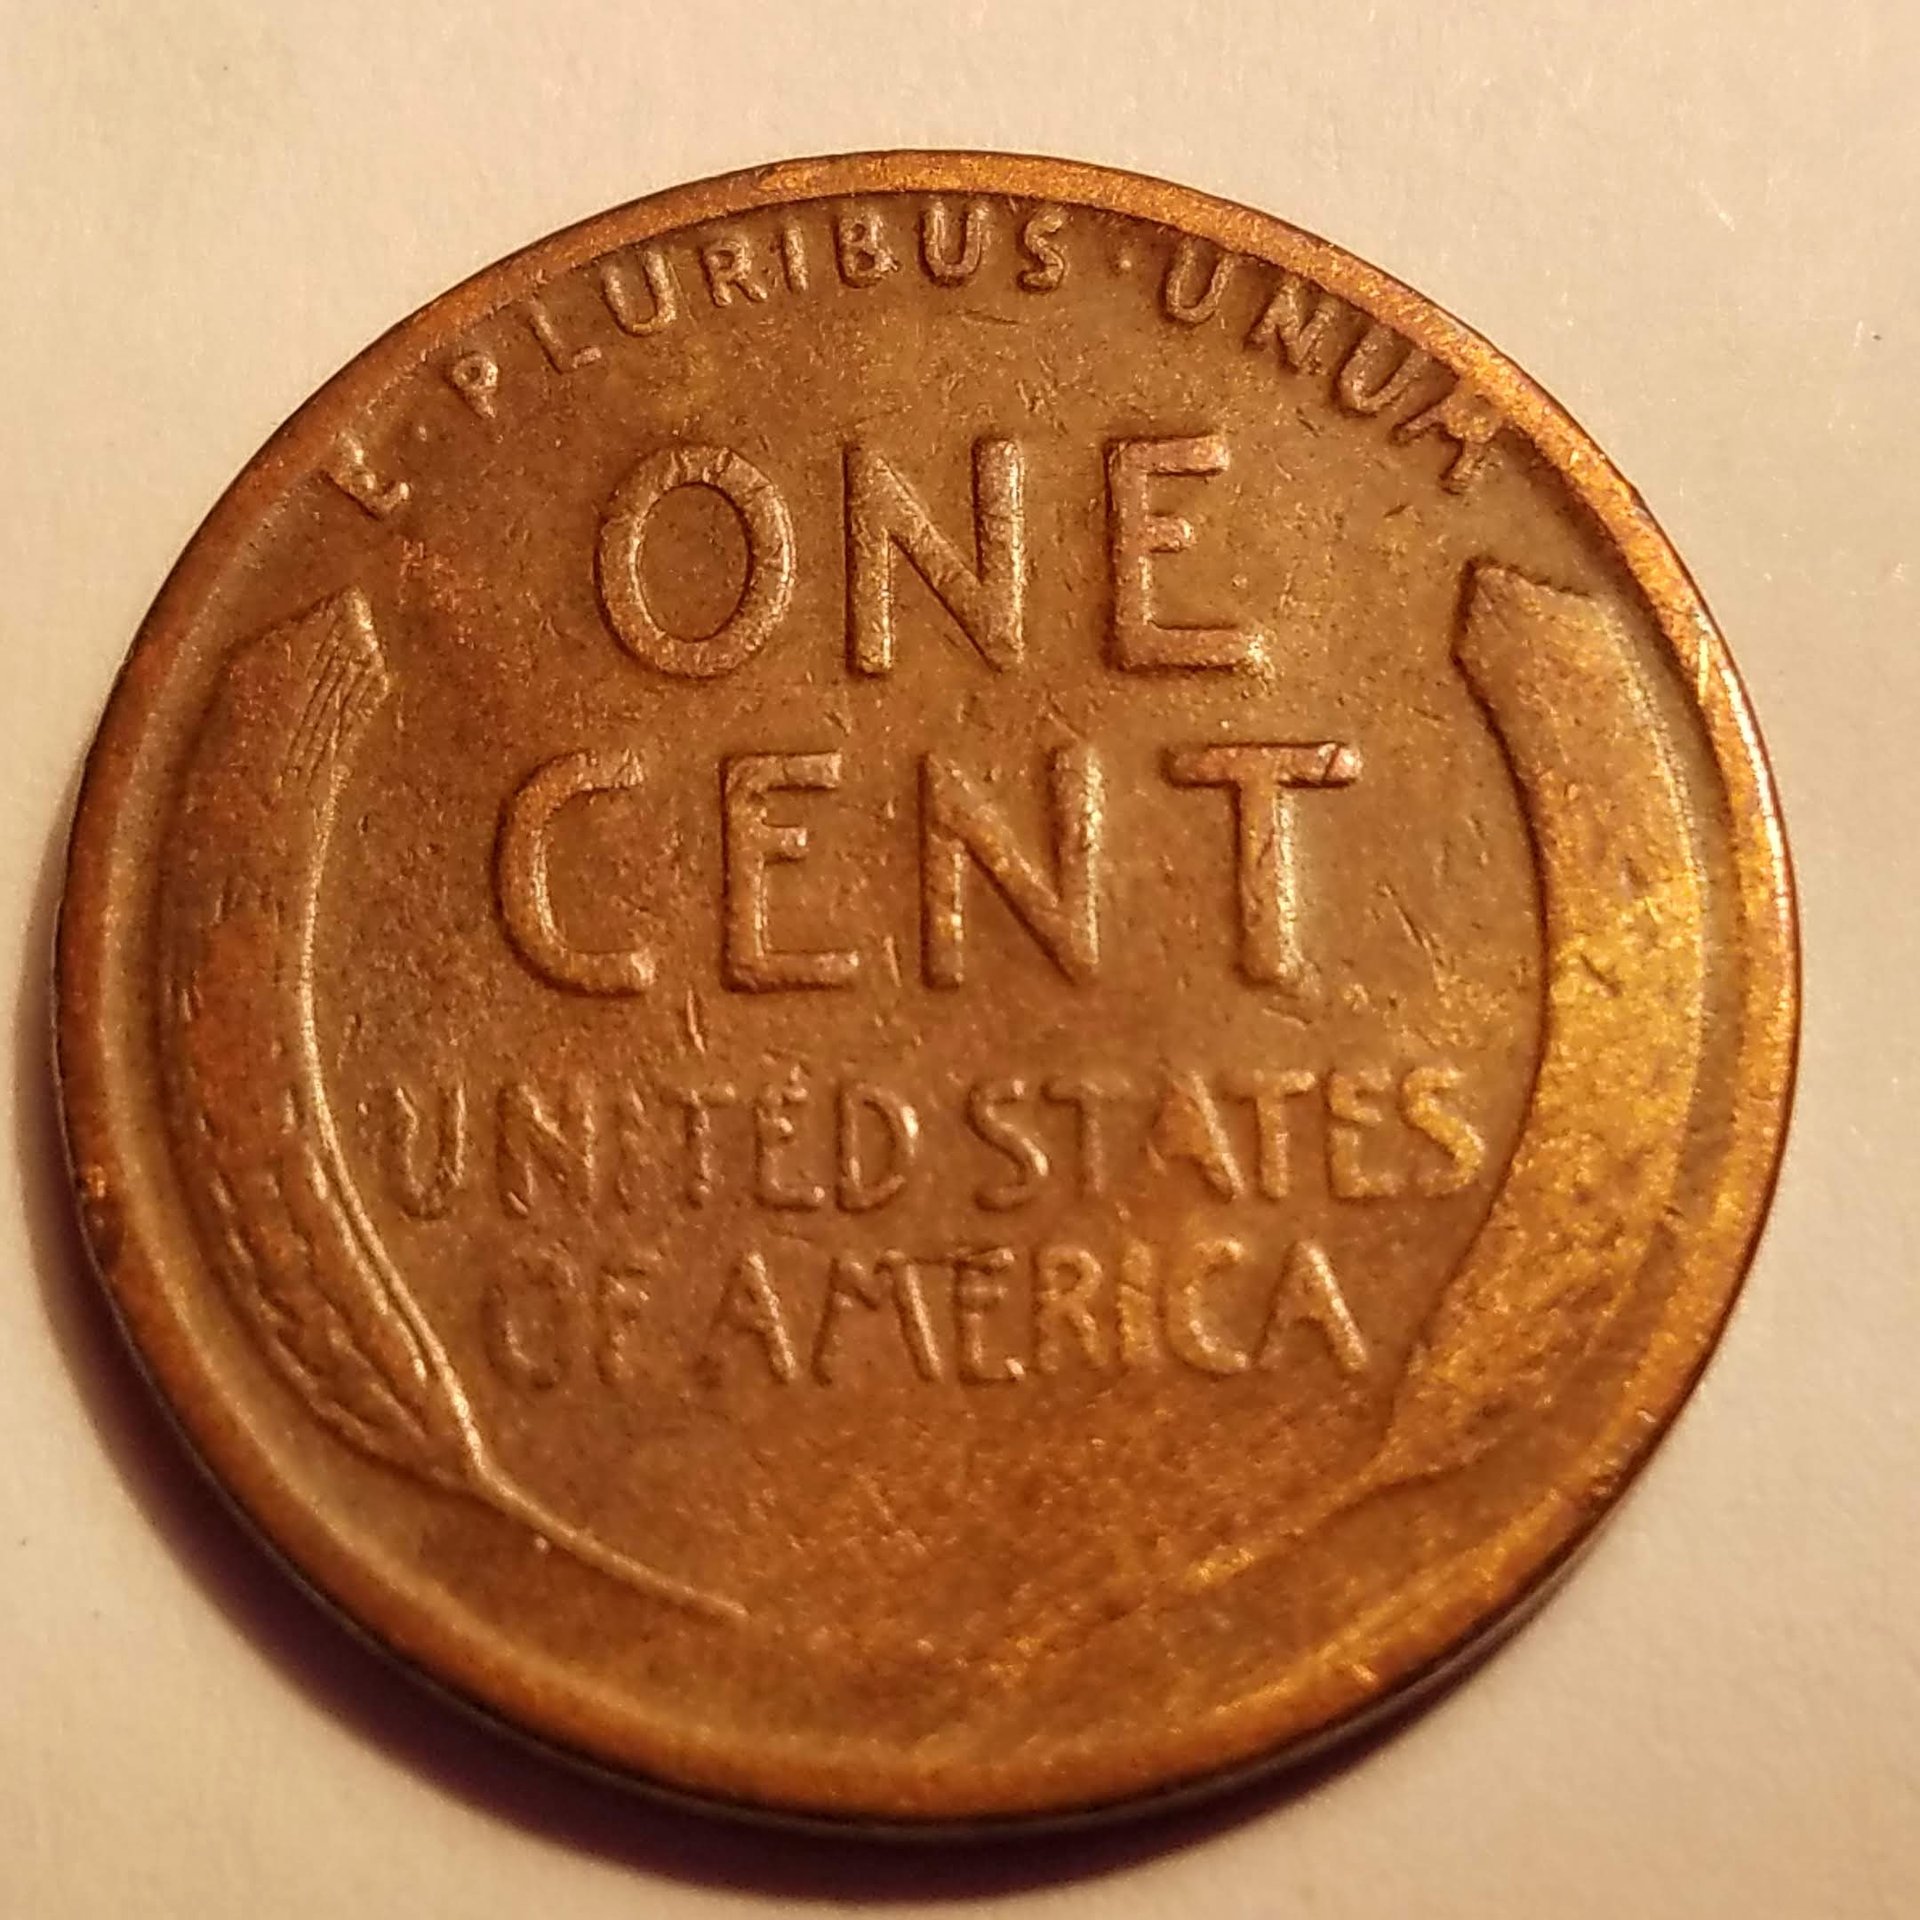 E · PLURIBUS · UNUM
ONE
CENT
UNITED STATES
OF AMERICA